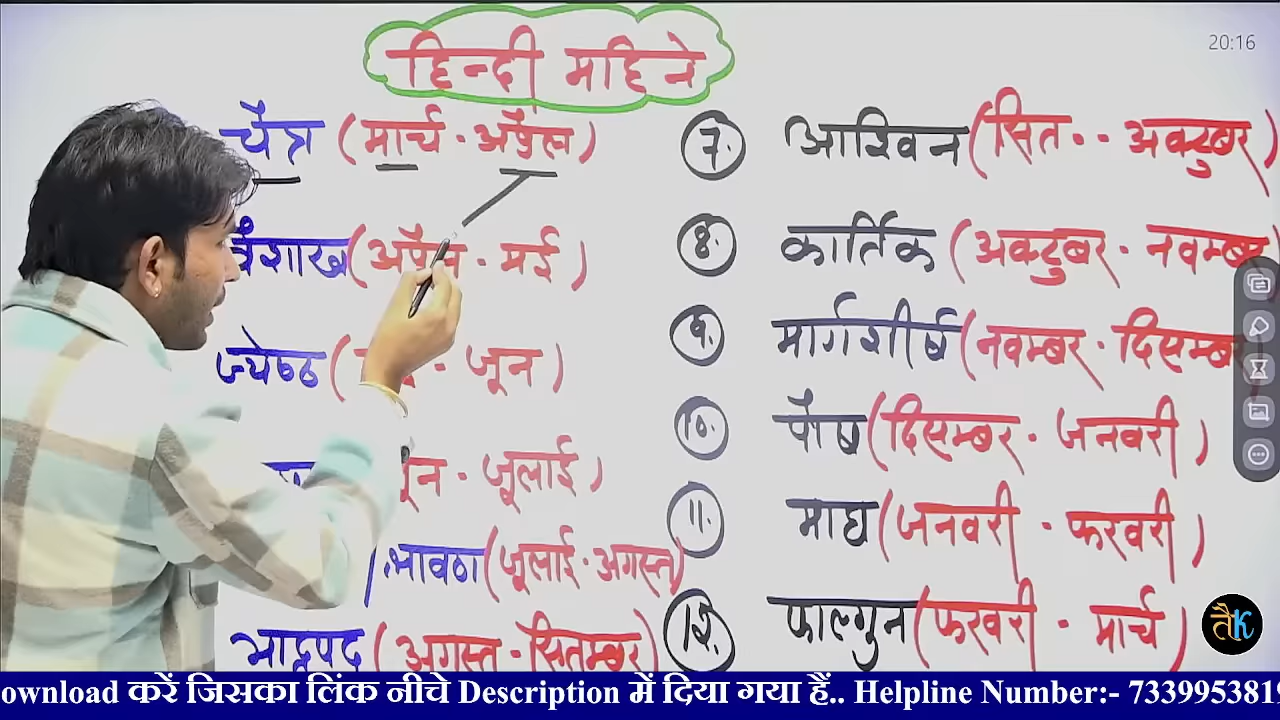 हिन्दी महिने
20:16
चैत्र (मार्च - अप्रैल)
वैशाख (अप्रैल - मई)
ज्येष्ठ ( - जून)
जून - जूलाई)
श्रावण (जूलाई - अगस्त)
भाद्रपद (अगस्त - सितम्बर)
7. आश्विन (सित.. अक्टुबर)
8. कार्तिक (अक्टुबर - नवम्बर
9. मार्गशीर्ष (नवम्बर - दिसम्बर
10. पौष (दिसम्बर - जनवरी)
11. माघ (जनवरी - फरवरी)
12. फाल्गुन (फरवरी - मार्च)
तैK
ownload करें जिसका लिंक नीचे Description में दिया गया हैं.. Helpline Number:- 733995381